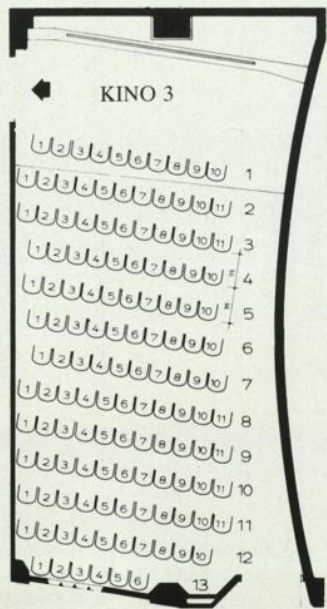 KINO 3
1 2 3 4 5 6 7 8 9 10 1
1 2 3 4 5 6 7 8 9 10 11 2
1 2 3 4 5 6 7 8 9 10 11 3
1 2 3 4 5 6 7 8 9 10 4
1 2 3 4 5 6 7 8 9 10 5
1 2 3 4 5 6 7 8 9 10 6
1 2 3 4 5 6 7 8 9 10 7
1 2 3 4 5 6 7 8 9 10 11 8
1 2 3 4 5 6 7 8 9 10 11 9
1 2 3 4 5 6 7 8 9 10 11 10
1 2 3 4 5 6 7 8 9 10 11 11
1 2 3 4 5 6 7 8 9 10 12
1 2 3 4 5 6 13